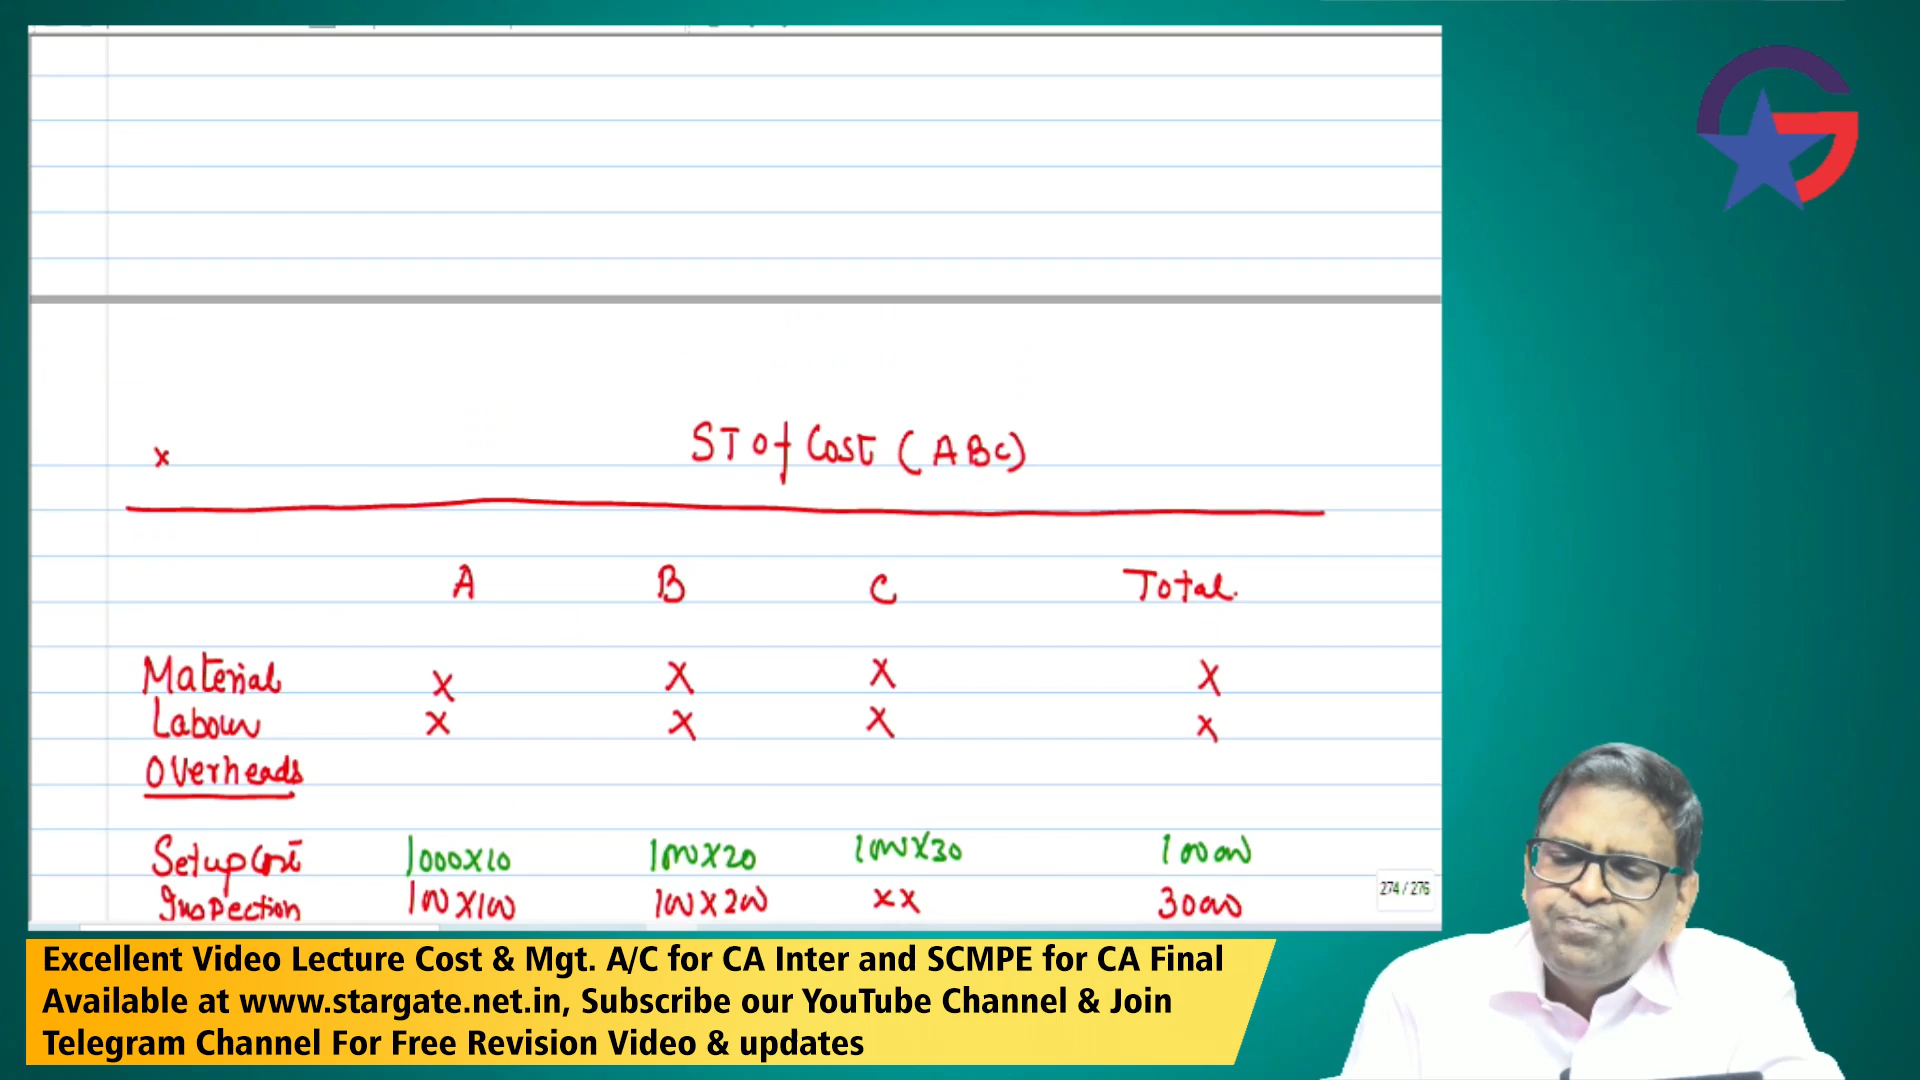 x ST of Cost (ABC)
A B C Total.
Material X X X X
Labour X X X X
Overheads
Setup Cost 1000X10 1000X20 1000X30
Inspection 100X100 100X200 XX
274 / 276
Excellent Video Lecture Cost & Mgt. A/C for CA Inter and SCMPE for CA Final
Available at www.stargate.net.in, Subscribe our YouTube Channel & Join
Telegram Channel For Free Revision Video & updates